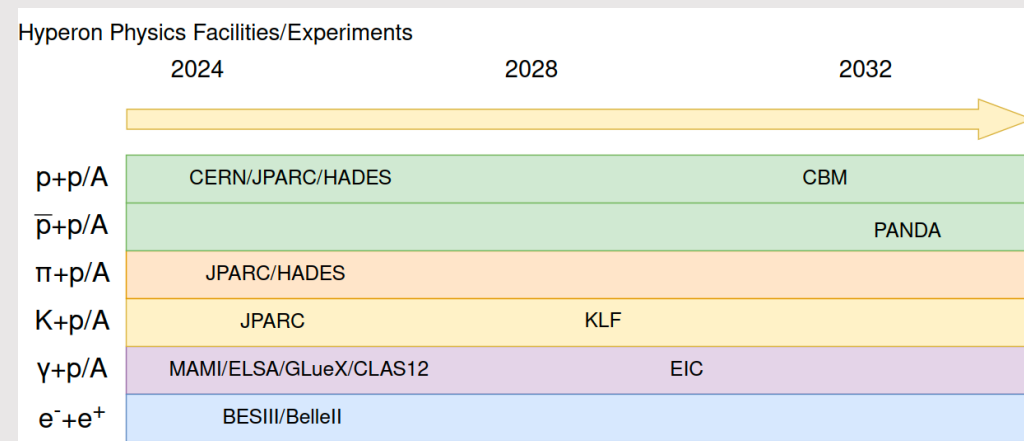 Hyperon Physics Facilities/Experiments
2024 2028 2032
p+p/A CERN/JPARC/HADES CBM
p̅+p/A PANDA
π+p/A JPARC/HADES
K+p/A JPARC KLF
γ+p/A MAMI/ELSA/GLueX/CLAS12 EIC
e⁻+e⁺ BESIII/BelleII